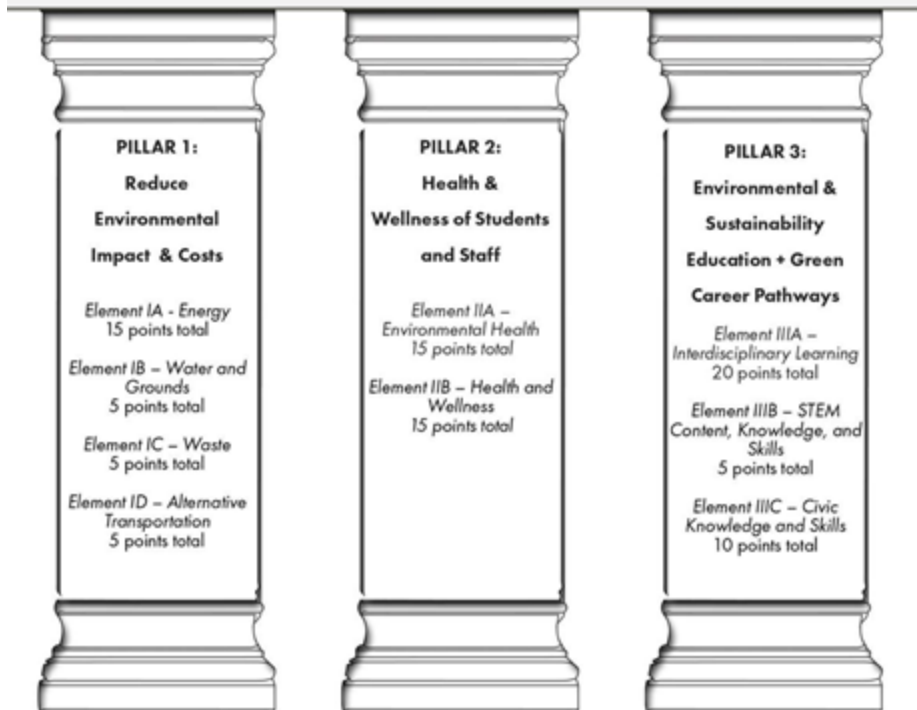 PILLAR 1:
Reduce
Environmental
Impact & Costs
Element IA - Energy
15 points total
Element IB – Water and
Grounds
5 points total
Element IC – Waste
5 points total
Element ID – Alternative
Transportation
5 points total
PILLAR 2:
Health &
Wellness of Students
and Staff
Element IIA –
Environmental Health
15 points total
Element IIB – Health and
Wellness
15 points total
PILLAR 3:
Environmental &
Sustainability
Education + Green
Career Pathways
Element IIIA –
Interdisciplinary Learning
20 points total
Element IIIB – STEM
Content, Knowledge, and
Skills
5 points total
Element IIIC – Civic
Knowledge and Skills
10 points total